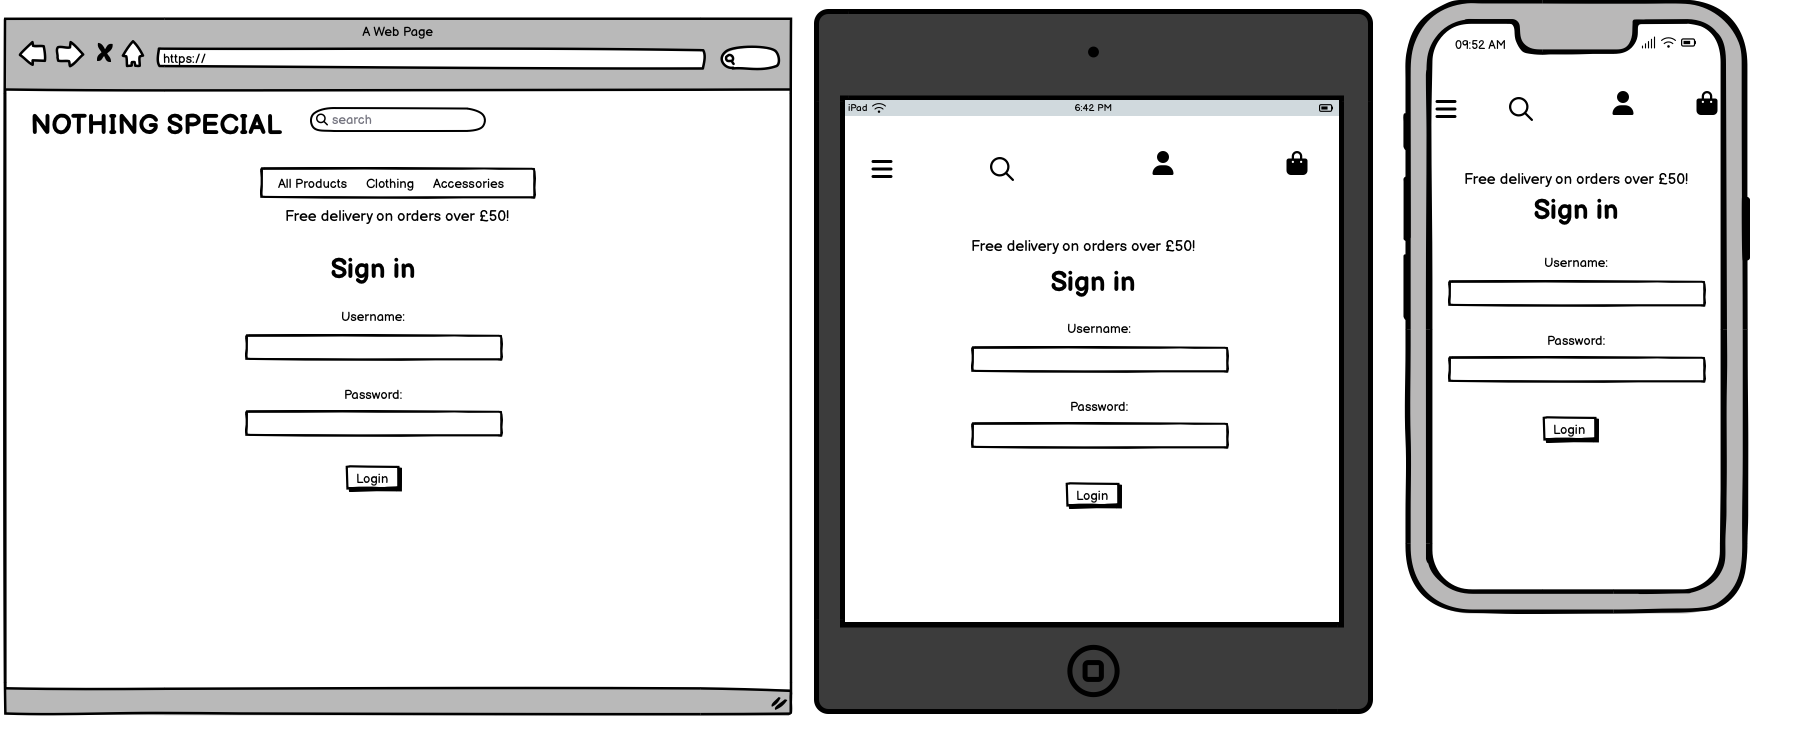 A Web Page
https://
NOTHING SPECIAL
search
All Products Clothing Accessories
Free delivery on orders over £50!
Sign in
Username:
Password:
Login
iPad 6:42 PM
Free delivery on orders over £50!
Sign in
Username:
Password:
Login
09:52 AM
Free delivery on orders over £50!
Sign in
Username:
Password:
Login